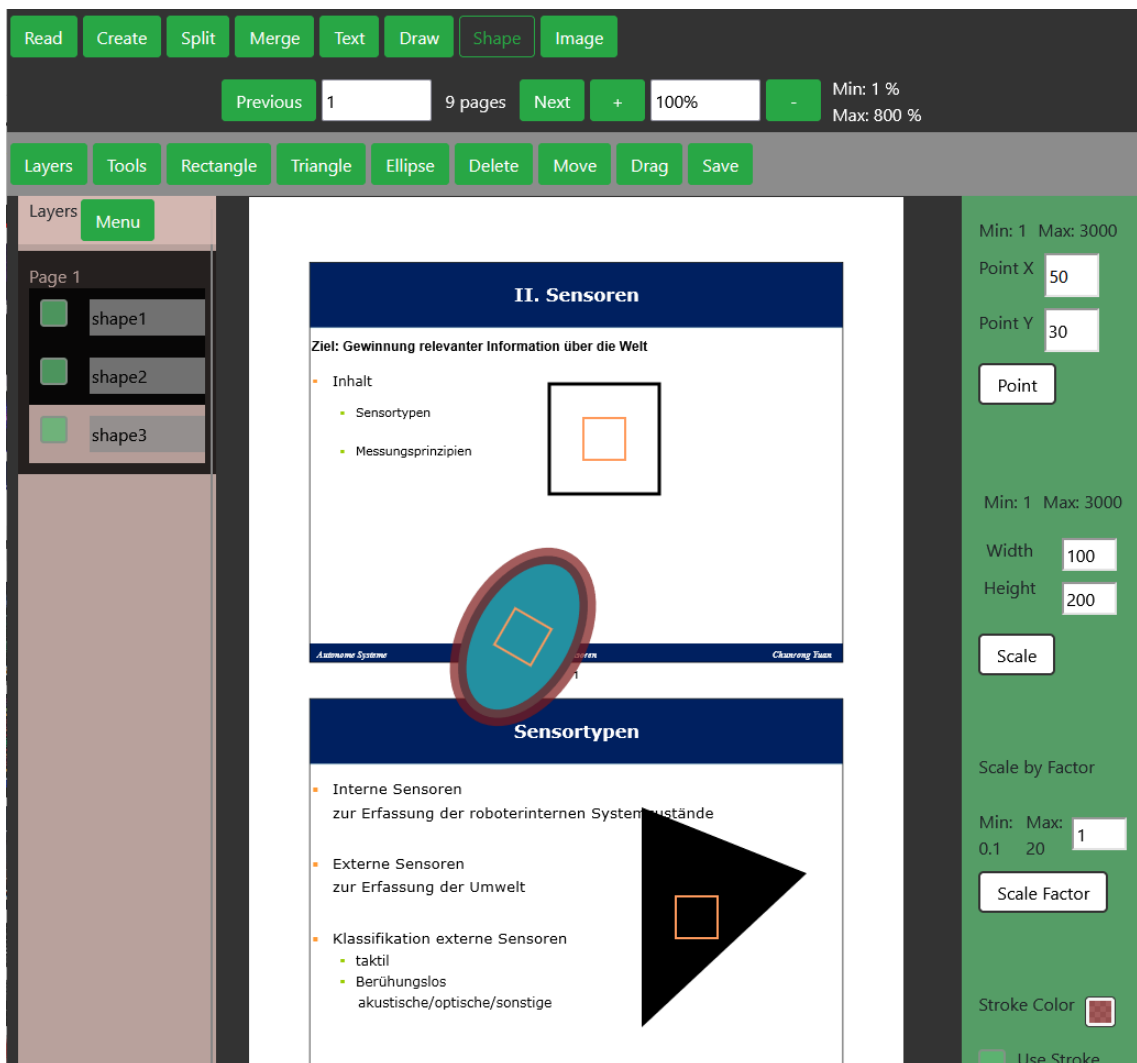 Read Create Split Merge Text Draw Shape Image
Previous 1 9 pages Next + 100% - Min: 1 %
Max: 800 %
Layers Tools Rectangle Triangle Ellipse Delete Move Drag Save
Layers Menu
Page 1
shape1
shape2
shape3
II. Sensoren
Ziel: Gewinnung relevanter Information über die Welt
Inhalt
Sensortypen
Messungsprinzipien
Autonome Systeme Chunrong Yuan
1
Sensortypen
Interne Sensoren
zur Erfassung der roboterinternen Systemzustände
Externe Sensoren
zur Erfassung der Umwelt
Klassifikation externe Sensoren
taktil
Berühungslos
akustische/optische/sonstige
Min: 1 Max: 3000
Point X 50
Point Y 30
Point
Min: 1 Max: 3000
Width 100
Height 200
Scale
Scale by Factor
Min: Max: 1
0.1 20
Scale Factor
Stroke Color
Use Stroke